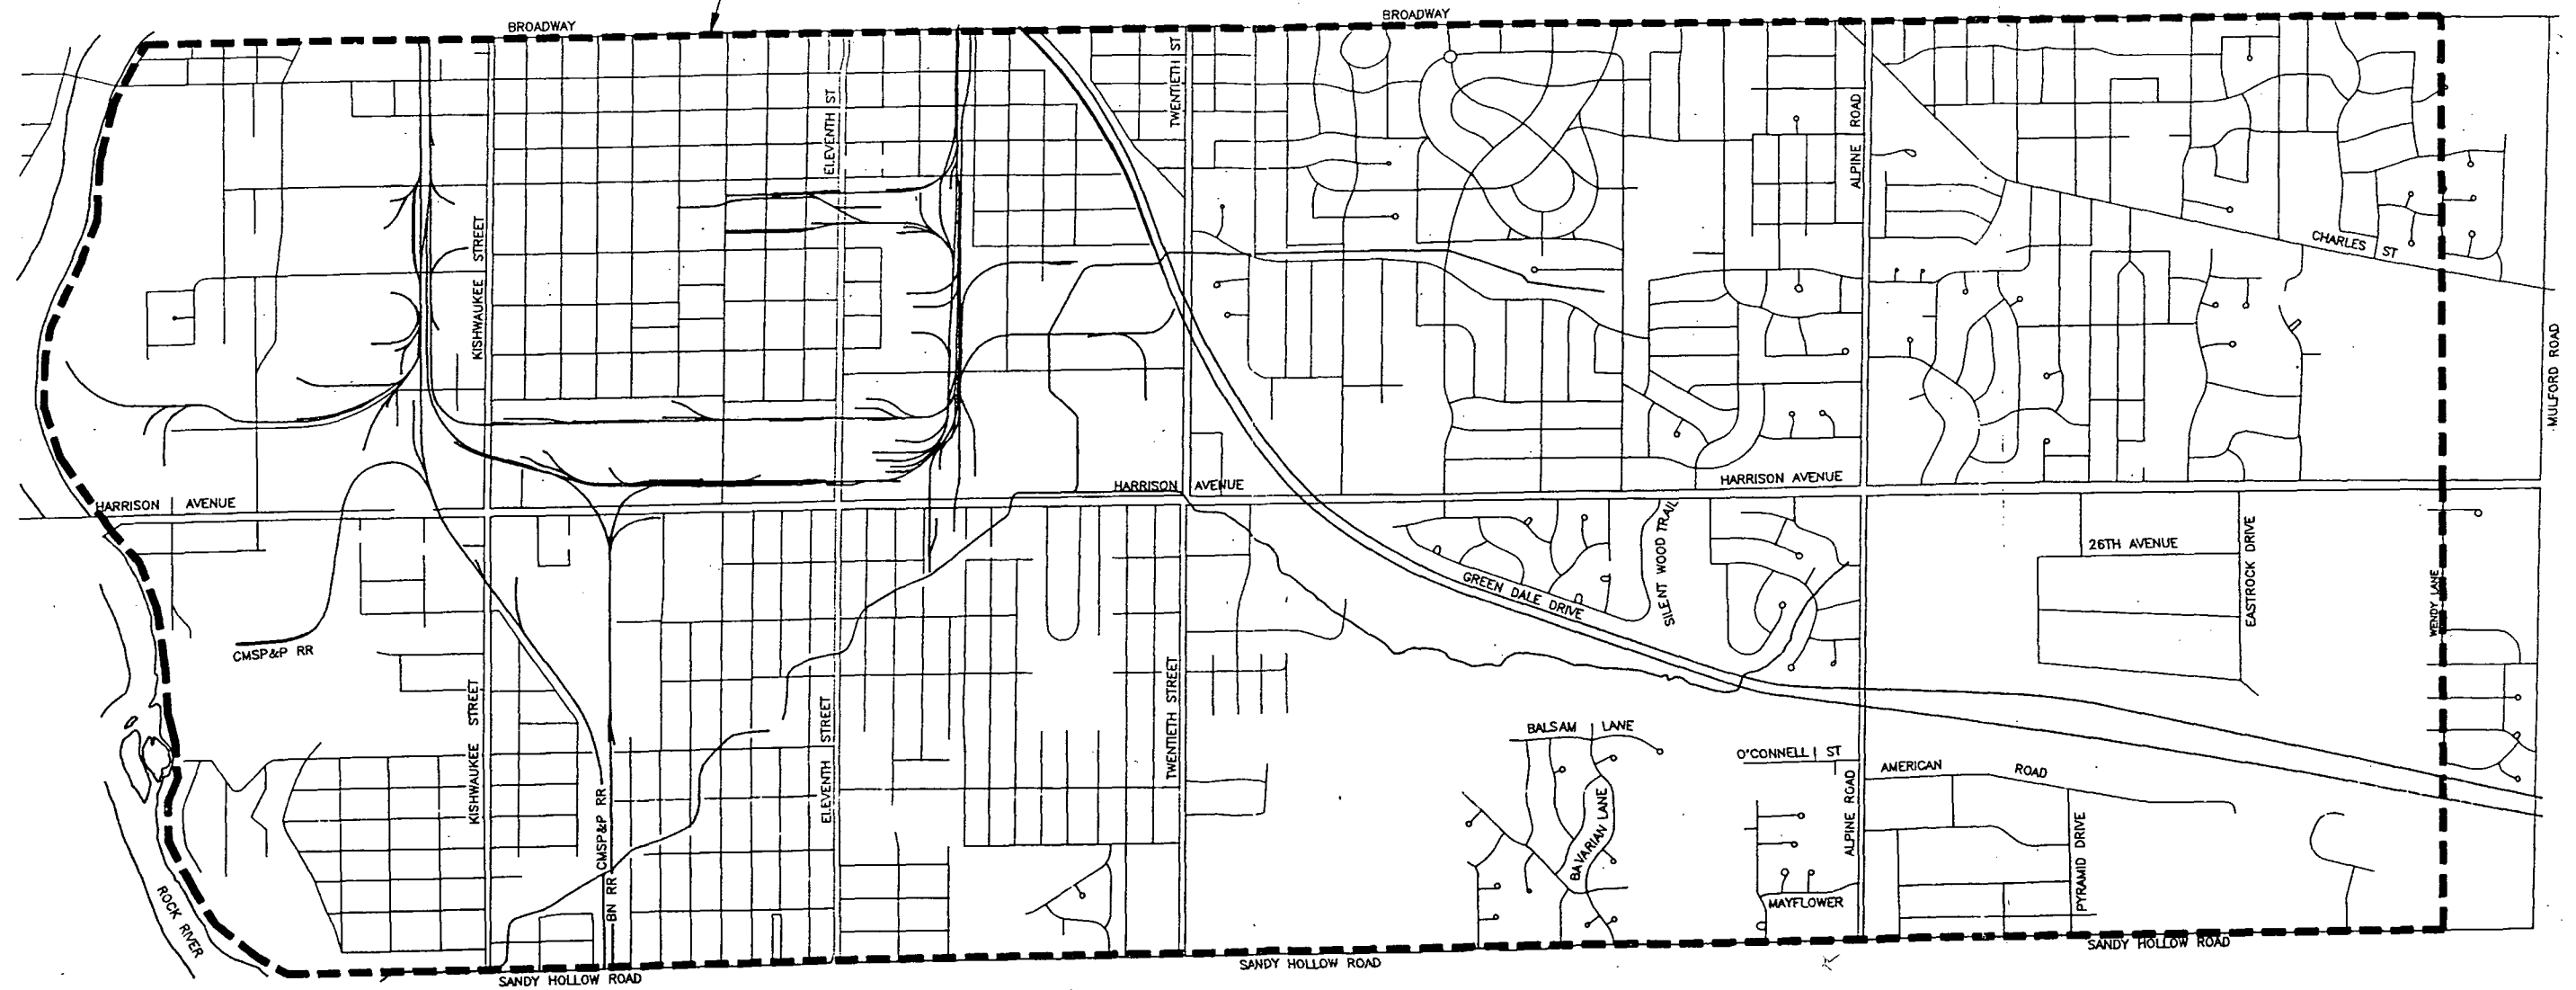 BROADWAY
BROADWAY
TWENTIETH ST
ELEVENTH ST
ALPINE ROAD
KISHWAUKEE STREET
CHARLES ST
MULFORD ROAD
HARRISON AVENUE
HARRISON AVENUE
HARRISON AVENUE
SILENT WOOD TRAIL
26TH AVENUE
EASTROCK DRIVE
GREEN DALE DRIVE
WENDY LANE
CMSP&P RR
KISHWAUKEE STREET
ELEVENTH STREET
TWENTIETH STREET
BALSAM LANE
O'CONNELL ST
AMERICAN ROAD
ALPINE ROAD
BAVARIAN LANE
CMSP&P RR
BN RR
PYRAMID DRIVE
MAYFLOWER
ROCK RIVER
SANDY HOLLOW ROAD
SANDY HOLLOW ROAD
SANDY HOLLOW ROAD